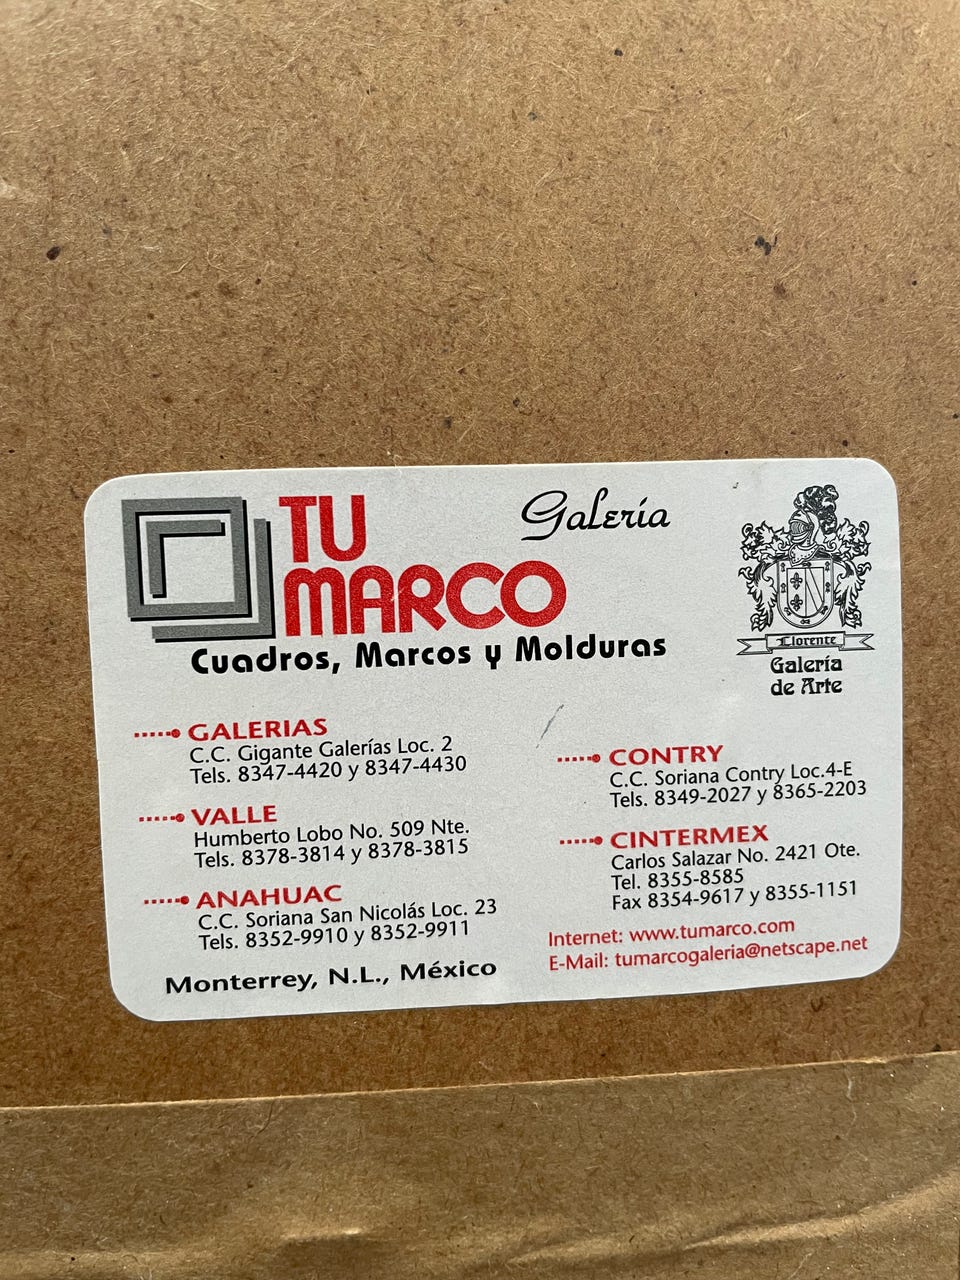 TU
MARCO
Galería
Cuadros, Marcos y Molduras
Llorente
Galería
de Arte
GALERIAS
C.C. Gigante Galerías Loc. 2
Tels. 8347-4420 y 8347-4430
VALLE
Humberto Lobo No. 509 Nte.
Tels. 8378-3814 y 8378-3815
ANAHUAC
C.C. Soriana San Nicolás Loc. 23
Tels. 8352-9910 y 8352-9911
Monterrey, N.L., México
CONTRY
C.C. Soriana Contry Loc.4-E
Tels. 8349-2027 y 8365-2203
CINTERMEX
Carlos Salazar No. 2421 Ote.
Tel. 8355-8585
Fax 8354-9617 y 8355-1151
Internet: www.tumarco.com
E-Mail: tumarcogaleria@netscape.net